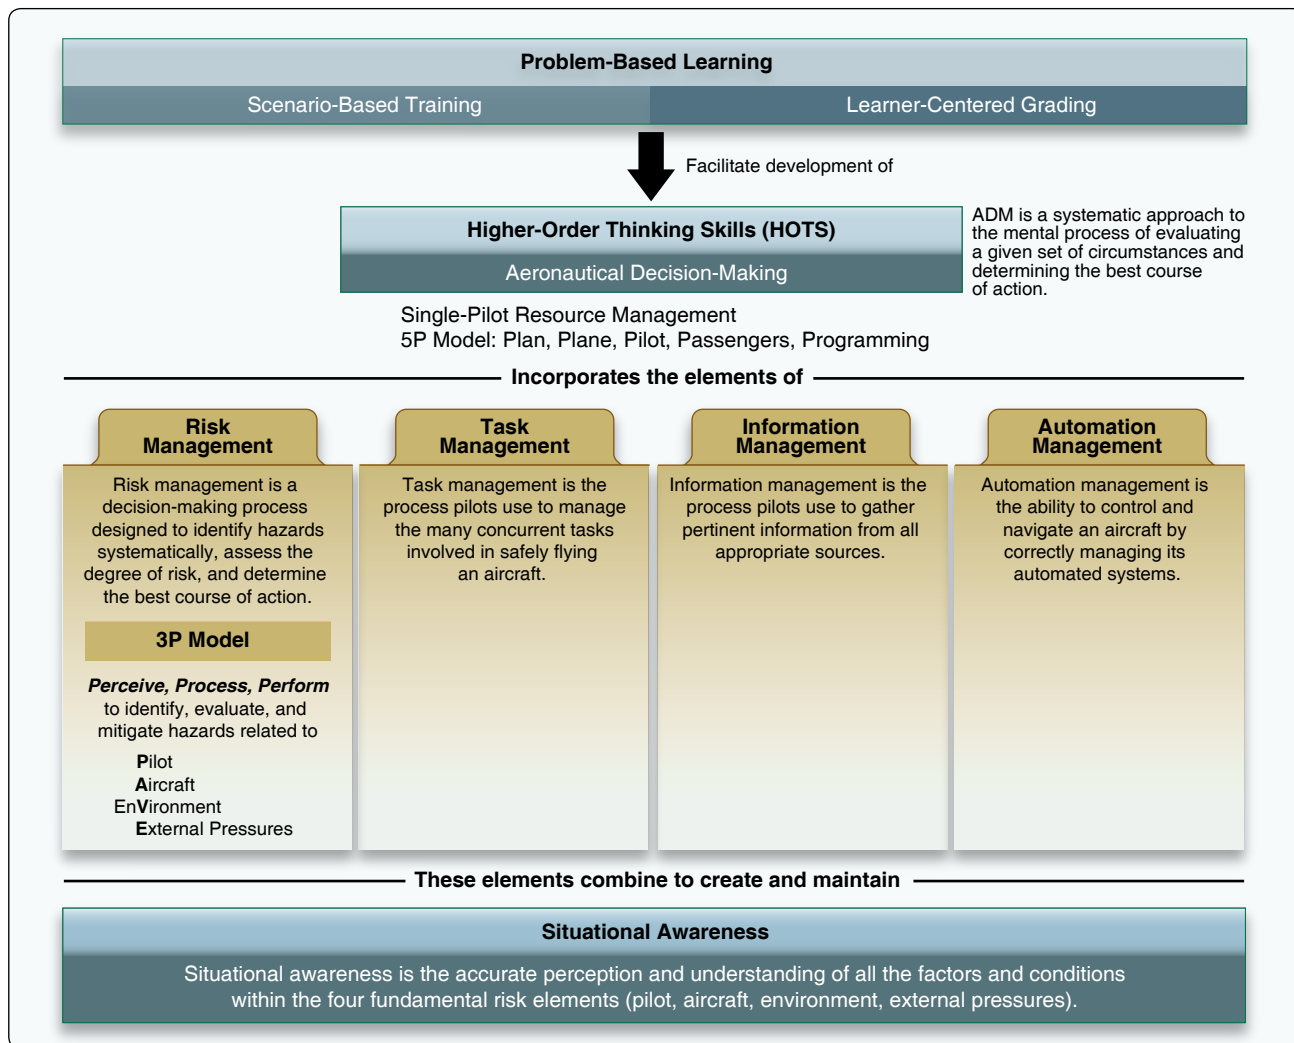 Problem-Based Learning
Scenario-Based Training
Learner-Centered Grading
Facilitate development of
Higher-Order Thinking Skills (HOTS)
Aeronautical Decision-Making
ADM is a systematic approach to
the mental process of evaluating
a given set of circumstances and
determining the best course
of action.
Single-Pilot Resource Management
5P Model: Plan, Plane, Pilot, Passengers, Programming
Incorporates the elements of
Risk
Management
Risk management is a
decision-making process
designed to identify hazards
systematically, assess the
degree of risk, and determine
the best course of action.
3P Model
Perceive, Process, Perform
to identify, evaluate, and
mitigate hazards related to
Pilot
Aircraft
EnVironment
External Pressures
Task
Management
Task management is the
process pilots use to manage
the many concurrent tasks
involved in safely flying
an aircraft.
Information
Management
Information management is the
process pilots use to gather
pertinent information from all
appropriate sources.
Automation
Management
Automation management is
the ability to control and
navigate an aircraft by
correctly managing its
automated systems.
These elements combine to create and maintain
Situational Awareness
Situational awareness is the accurate perception and understanding of all the factors and conditions
within the four fundamental risk elements (pilot, aircraft, environment, external pressures).